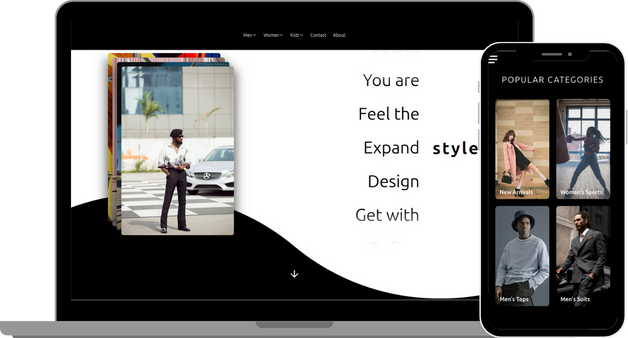 Men Women Kidz Contact About
You are
Feel the
Expand style
Design
Get with
POPULAR CATEGORIES
New Arrivals Women's Sports
Men's Tops Men's Suits